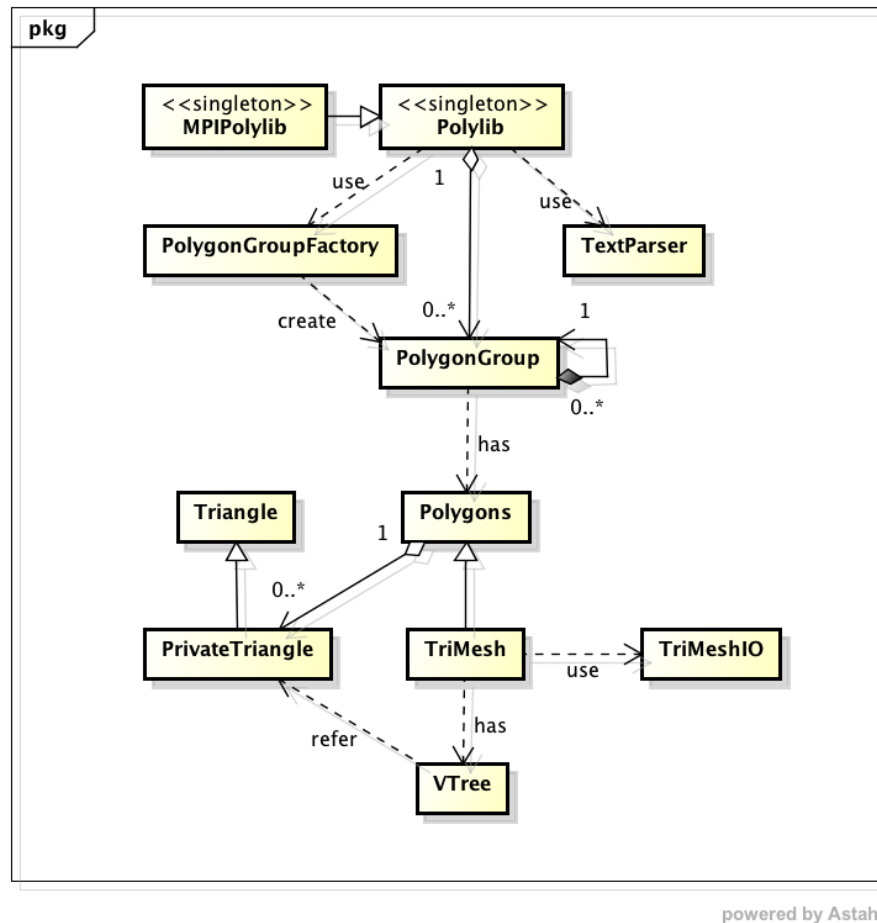 pkg
<<singleton>>
MPIPolylib
<<singleton>>
Polylib
use
1
use
PolygonGroupFactory
TextParser
create
0..*
1
PolygonGroup
0..*
has
Triangle
Polygons
1
0..*
PrivateTriangle
TriMesh
TriMeshIO
use
has
refer
VTree
powered by Astah